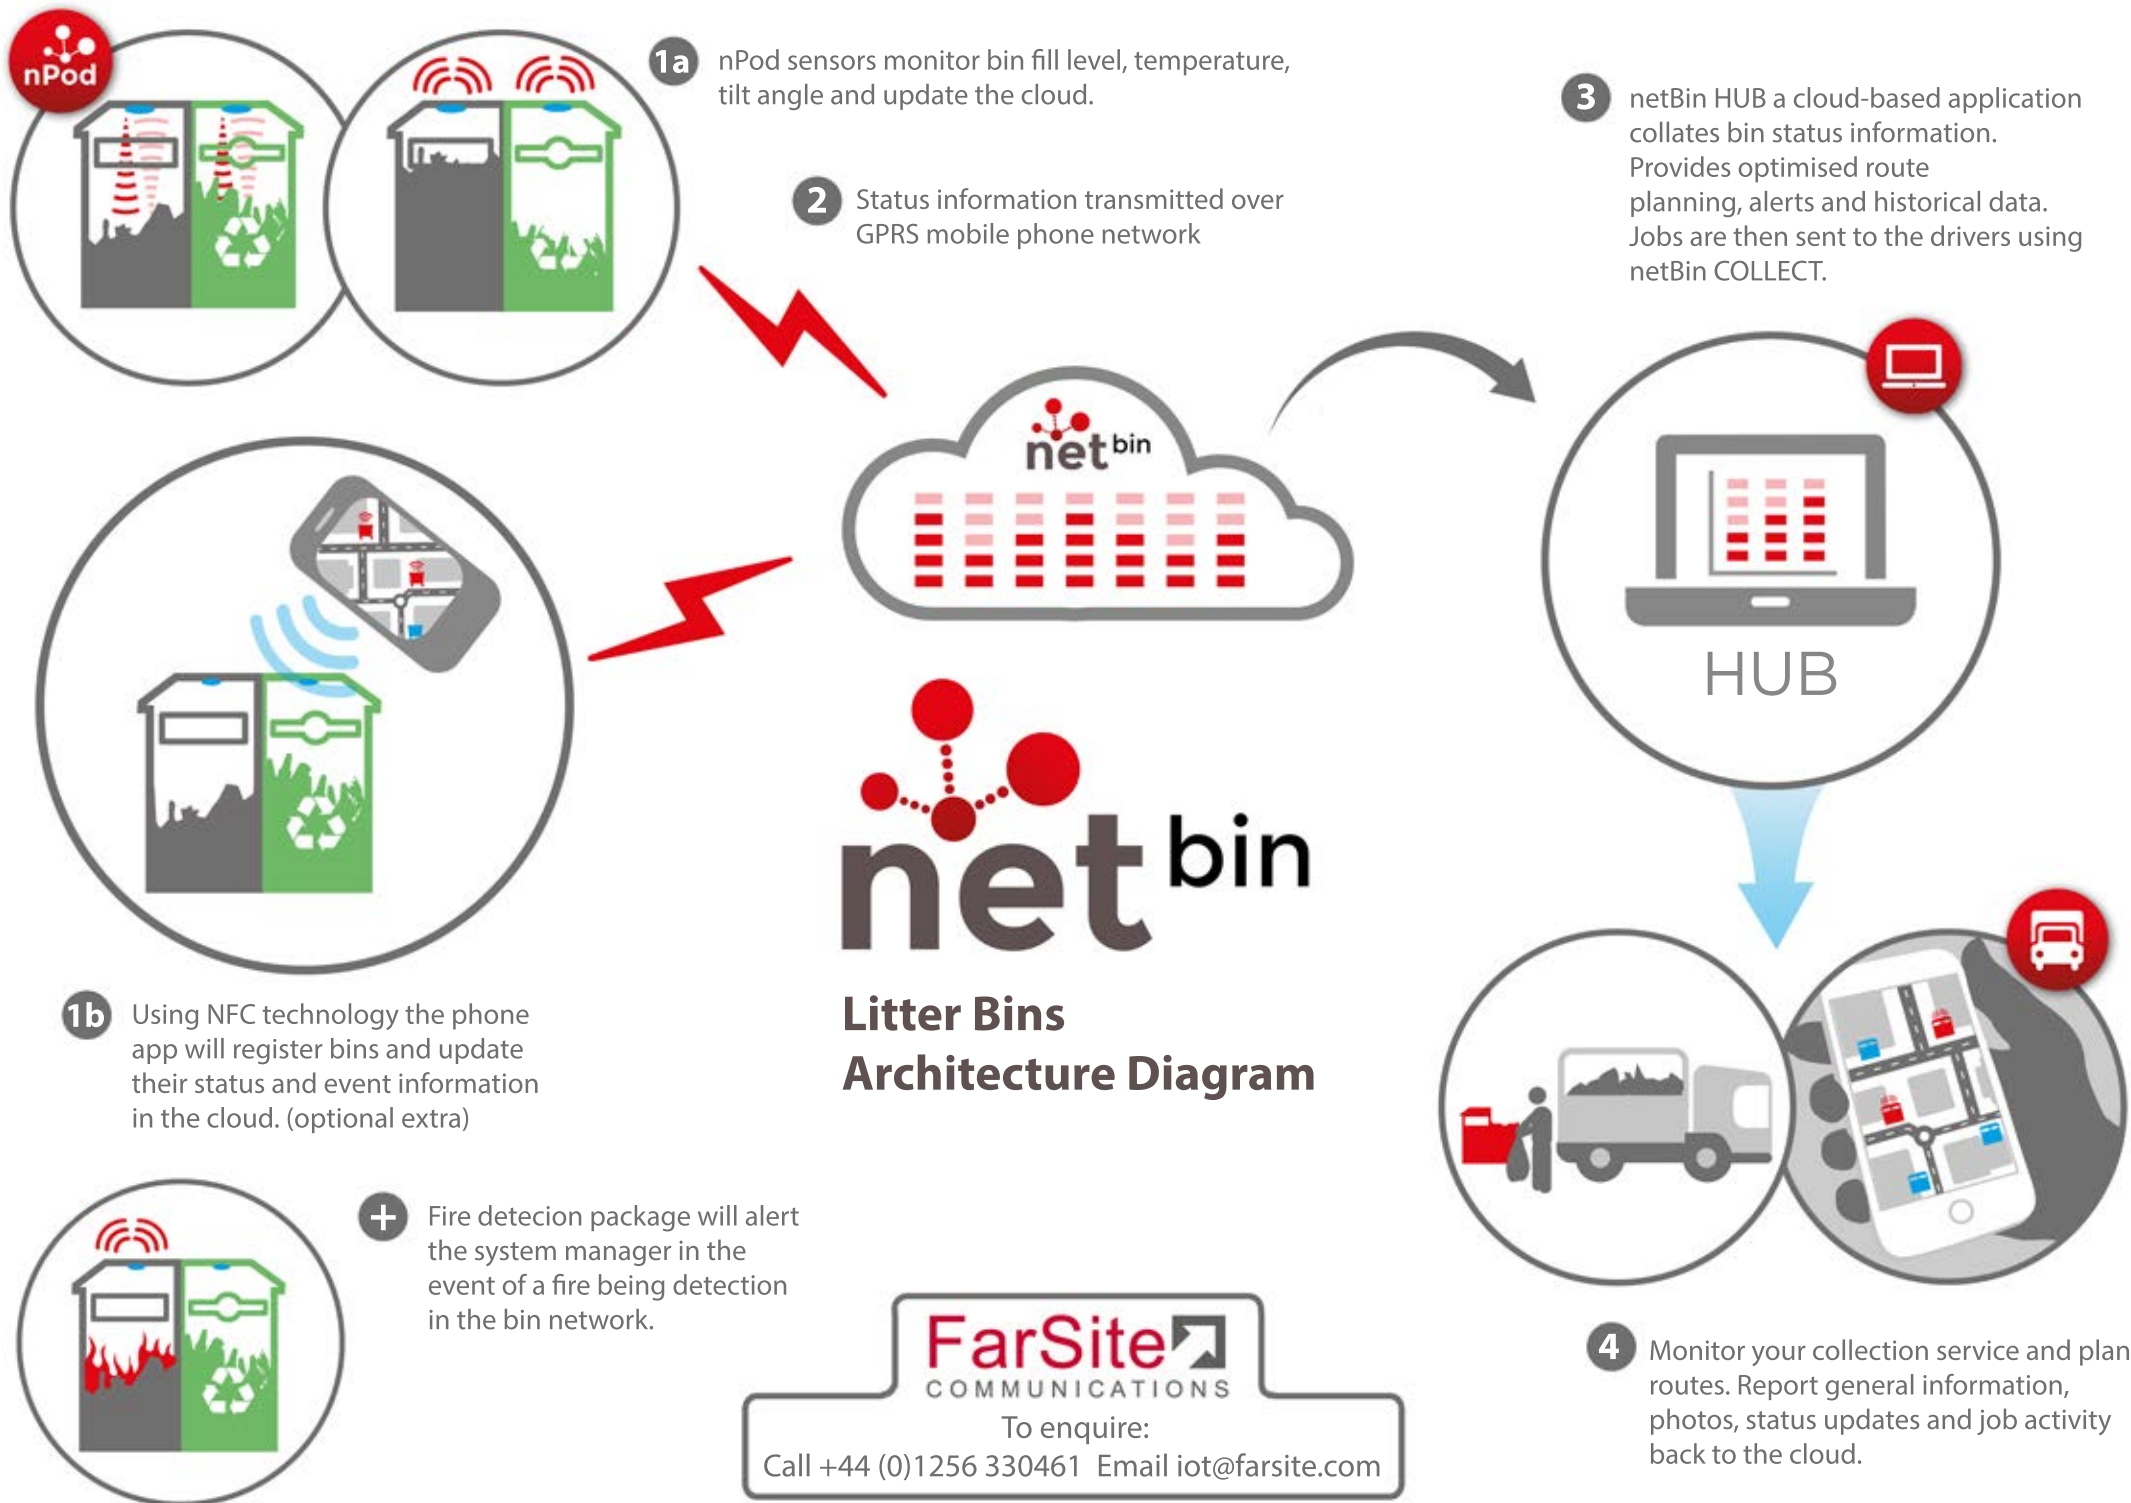 nPod
1a
nPod sensors monitor bin fill level, temperature,
tilt angle and update the cloud.
2
Status information transmitted over
GPRS mobile phone network
3
netBin HUB a cloud-based application
collates bin status information.
Provides optimised route
planning, alerts and historical data.
Jobs are then sent to the drivers using
netBin COLLECT.
net bin
HUB
net bin
Litter Bins
Architecture Diagram
1b
Using NFC technology the phone
app will register bins and update
their status and event information
in the cloud. (optional extra)
+
Fire detecion package will alert
the system manager in the
event of a fire being detection
in the bin network.
4
Monitor your collection service and plan
routes. Report general information,
photos, status updates and job activity
back to the cloud.
FarSite
COMMUNICATIONS
To enquire:
Call +44 (0)1256 330461 Email iot@farsite.com